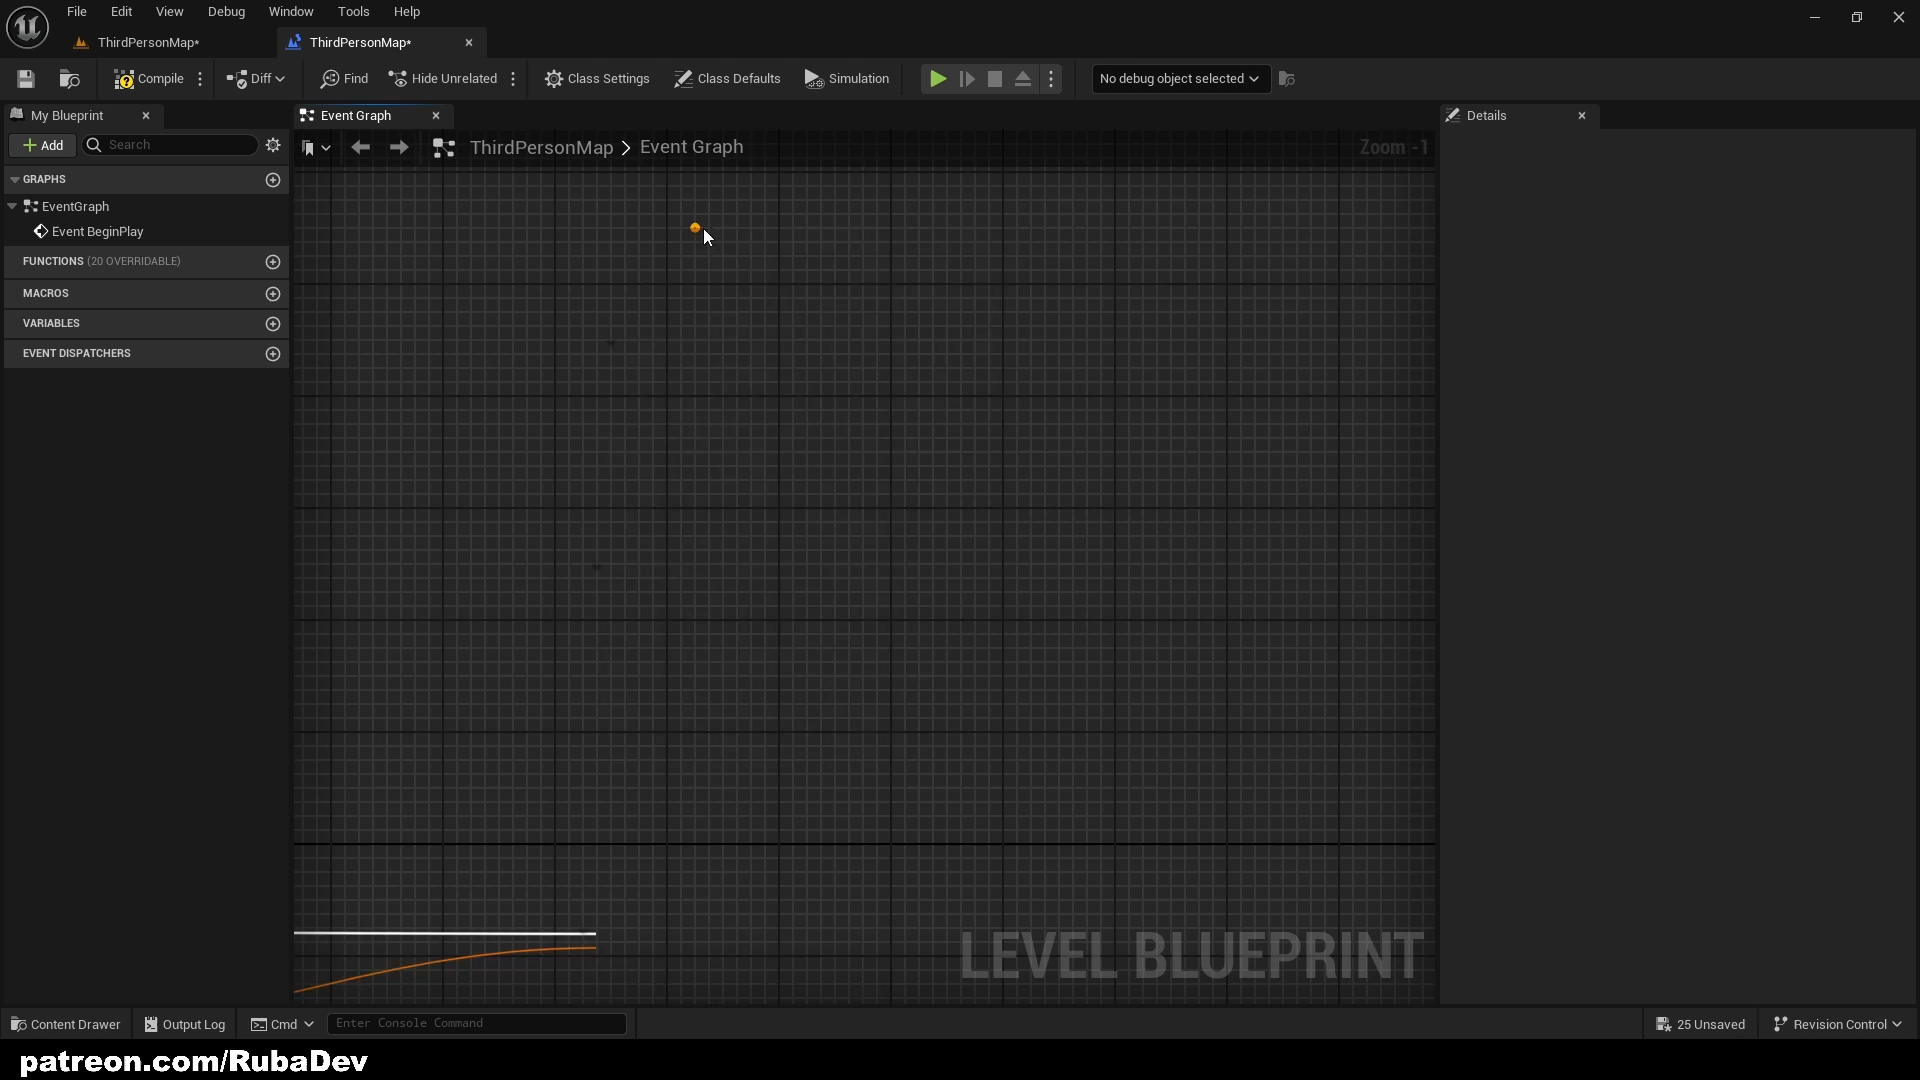 File Edit View Debug Window Tools Help
ThirdPersonMap* ThirdPersonMap*
Compile Diff Find Hide Unrelated Class Settings Class Defaults Simulation No debug object selected
My Blueprint Event Graph Details
Add Search ThirdPersonMap > Event Graph Zoom -1
GRAPHS
EventGraph
Event BeginPlay
FUNCTIONS (20 OVERRIDABLE)
MACROS
VARIABLES
EVENT DISPATCHERS
LEVEL BLUEPRINT
Content Drawer Output Log Cmd Enter Console Command 25 Unsaved Revision Control
patreon.com/RubaDev